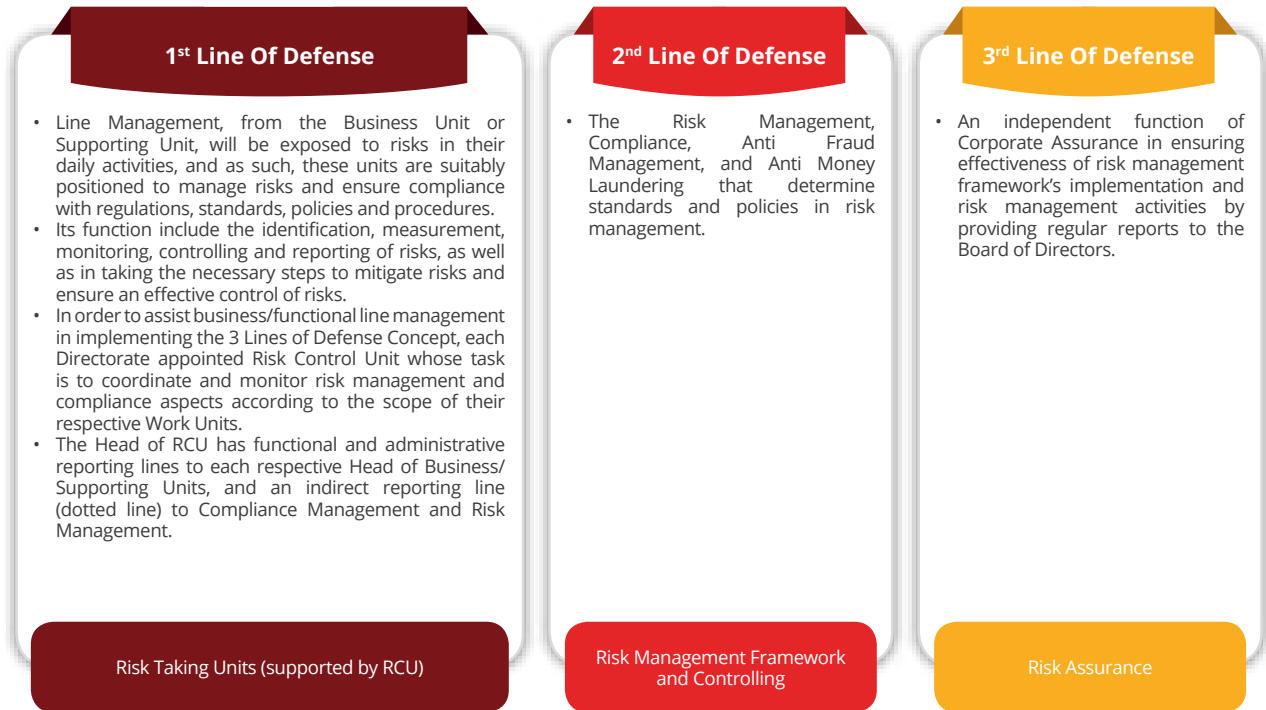 1st Line Of Defense
• Line Management, from the Business Unit or
Supporting Unit, will be exposed to risks in their
daily activities, and as such, these units are suitably
positioned to manage risks and ensure compliance
with regulations, standards, policies and procedures.
• Its function include the identification, measurement,
monitoring, controlling and reporting of risks, as well
as in taking the necessary steps to mitigate risks and
ensure an effective control of risks.
• In order to assist business/functional line management
in implementing the 3 Lines of Defense Concept, each
Directorate appointed Risk Control Unit whose task
is to coordinate and monitor risk management and
compliance aspects according to the scope of their
respective Work Units.
• The Head of RCU has functional and administrative
reporting lines to each respective Head of Business/
Supporting Units, and an indirect reporting line
(dotted line) to Compliance Management and Risk
Management.
Risk Taking Units (supported by RCU)
2nd Line Of Defense
• The Risk Management,
Compliance, Anti Fraud
Management, and Anti Money
Laundering that determine
standards and policies in risk
management.
Risk Management Framework
and Controlling
3rd Line Of Defense
• An independent function of
Corporate Assurance in ensuring
effectiveness of risk management
framework's implementation and
risk management activities by
providing regular reports to the
Board of Directors.
Risk Assurance